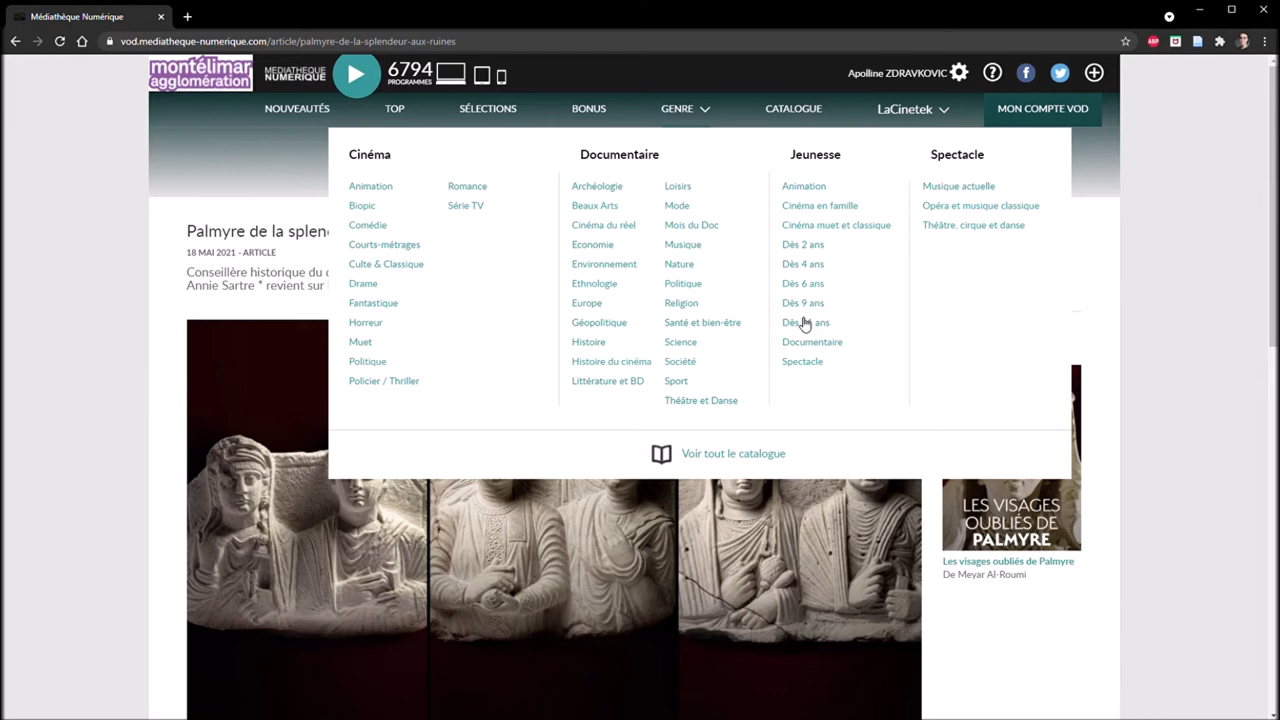 Médiathèque Numérique
vod.mediatheque-numerique.com/article/palmyre-de-la-splendeur-aux-ruines
ABP
montélimar
agglomération
MEDIATHEQUE
NUMERIQUE
6794
PROGRAMMES
Apolline ZDRAVKOVIC
NOUVEAUTÉS TOP SÉLECTIONS BONUS GENRE CATALOGUE LaCinetek MON COMPTE VOD
Cinéma
Animation
Biopic
Comédie
Courts-métrages
Culte & Classique
Drame
Fantastique
Horreur
Muet
Politique
Policier / Thriller
Romance
Série TV
Documentaire
Archéologie
Beaux Arts
Cinéma du réel
Economie
Environnement
Ethnologie
Europe
Géopolitique
Histoire
Histoire du cinéma
Littérature et BD
Loisirs
Mode
Mois du Doc
Musique
Nature
Politique
Religion
Santé et bien-être
Science
Société
Sport
Théâtre et Danse
Jeunesse
Animation
Cinéma en famille
Cinéma muet et classique
Dès 2 ans
Dès 4 ans
Dès 6 ans
Dès 9 ans
Dès ans
Documentaire
Spectacle
Spectacle
Musique actuelle
Opéra et musique classique
Théâtre, cirque et danse
Voir tout le catalogue
Palmyre de la splen
18 MAI 2021 - ARTICLE
Conseillère historique du
Annie Sartre * revient sur
LES VISAGES
OUBLIÉS DE
PALMYRE
Les visages oubliés de Palmyre
De Meyar Al-Roumi